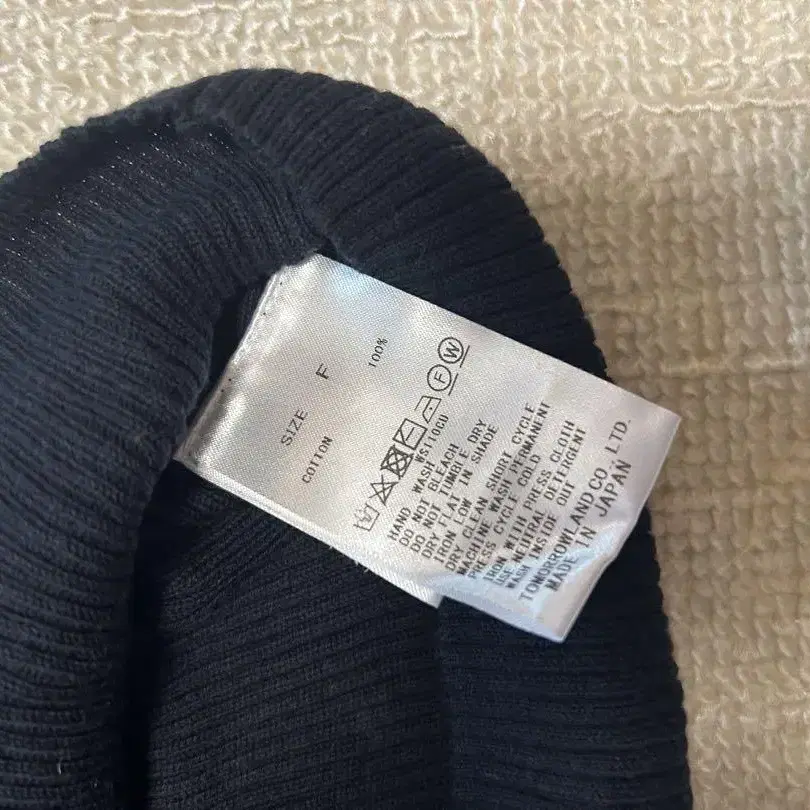 SIZE F
COTTON 100%
F W
WS110CU
HAND WASH
DO NOT BLEACH
DO NOT TUMBLE DRY
DRY FLAT IN SHADE
IRON LOW
DRY CLEAN SHORT CYCLE
MACHINE WASH PERMANENT
PRESS CYCLE COLD
IRON WITH PRESS CLOTH
USE NEUTRAL DETERGENT
WASH INSIDE OUT
TOMORROWLAND CO LTD.
MADE IN JAPAN